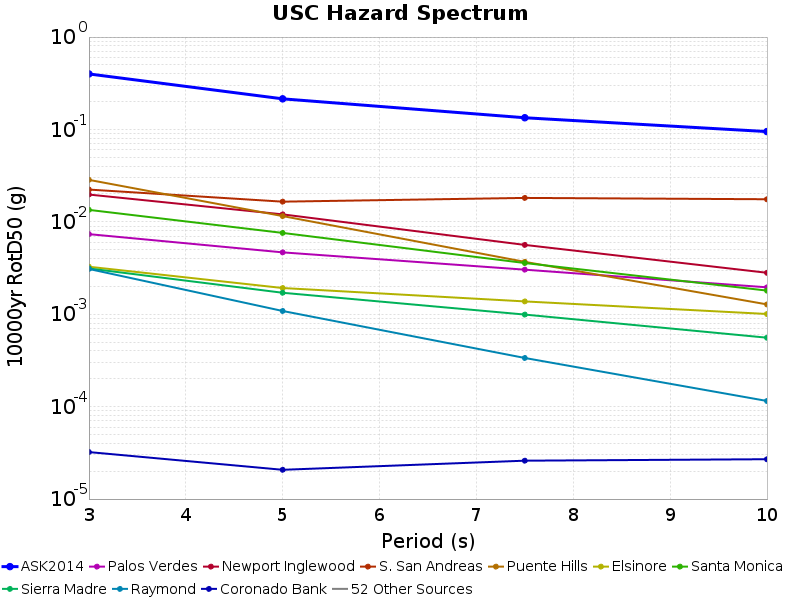 USC Hazard Spectrum
10000yr RotD50 (g)
10^0
10^-1
10^-2
10^-3
10^-4
10^-5
3 4 5 6 7 8 9 10
Period (s)
ASK2014 Palos Verdes Newport Inglewood S. San Andreas Puente Hills Elsinore Santa Monica
Sierra Madre Raymond Coronado Bank 52 Other Sources